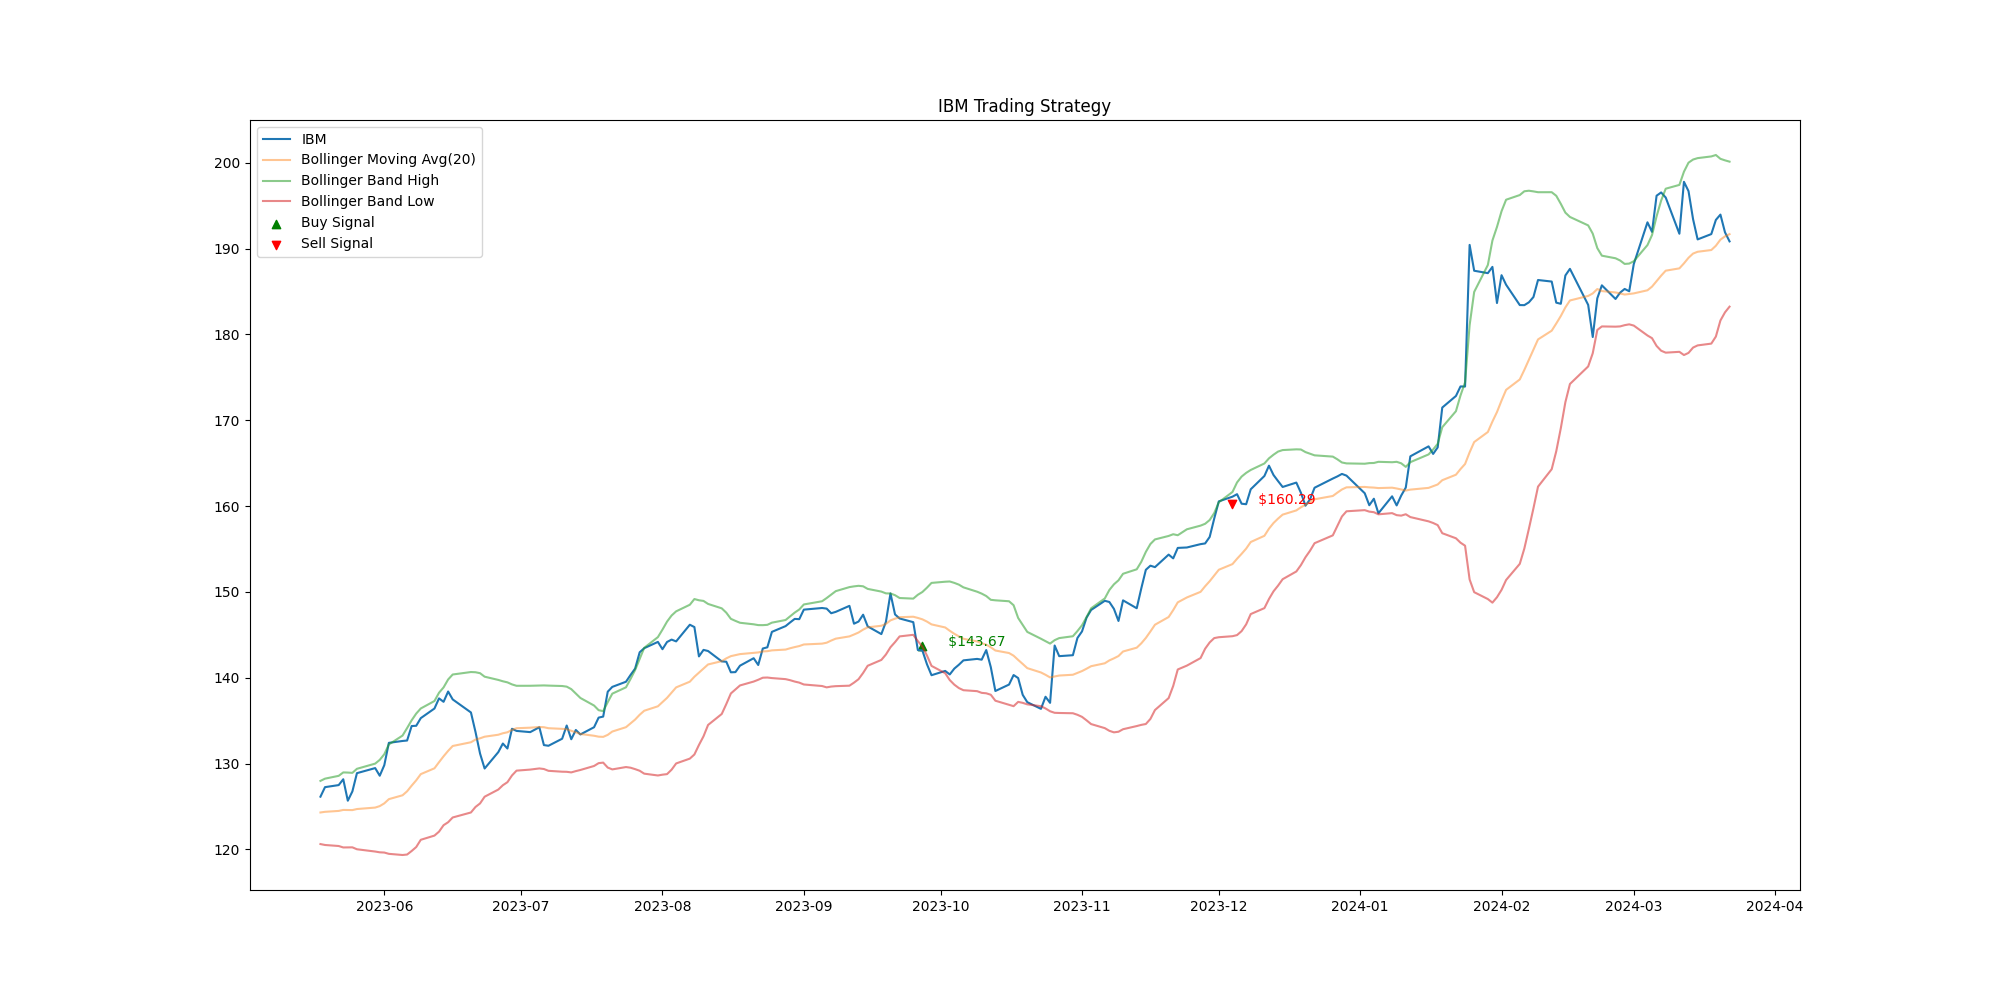 IBM Trading Strategy
IBM
Bollinger Moving Avg(20)
Bollinger Band High
Bollinger Band Low
Buy Signal
Sell Signal
200
190
180
170
160
150
140
130
120
$160.29
$143.67
2023-06 2023-07 2023-08 2023-09 2023-10 2023-11 2023-12 2024-01 2024-02 2024-03 2024-04